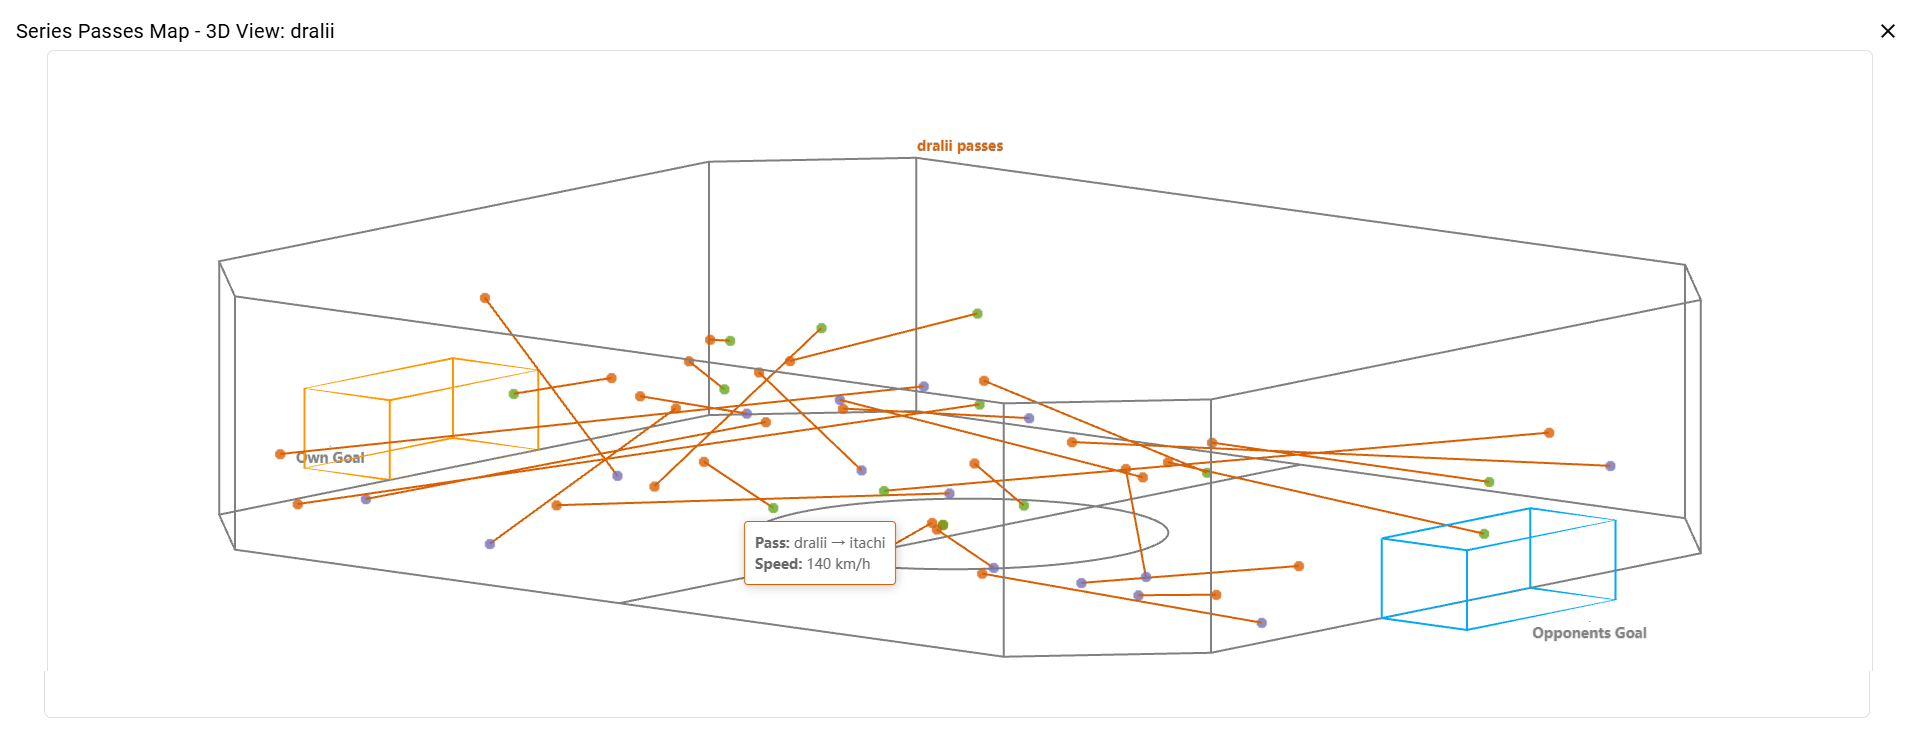 Series Passes Map - 3D View: dralii
dralii passes
Own Goal
Pass: dralii → itachi
Speed: 140 km/h
Opponents Goal